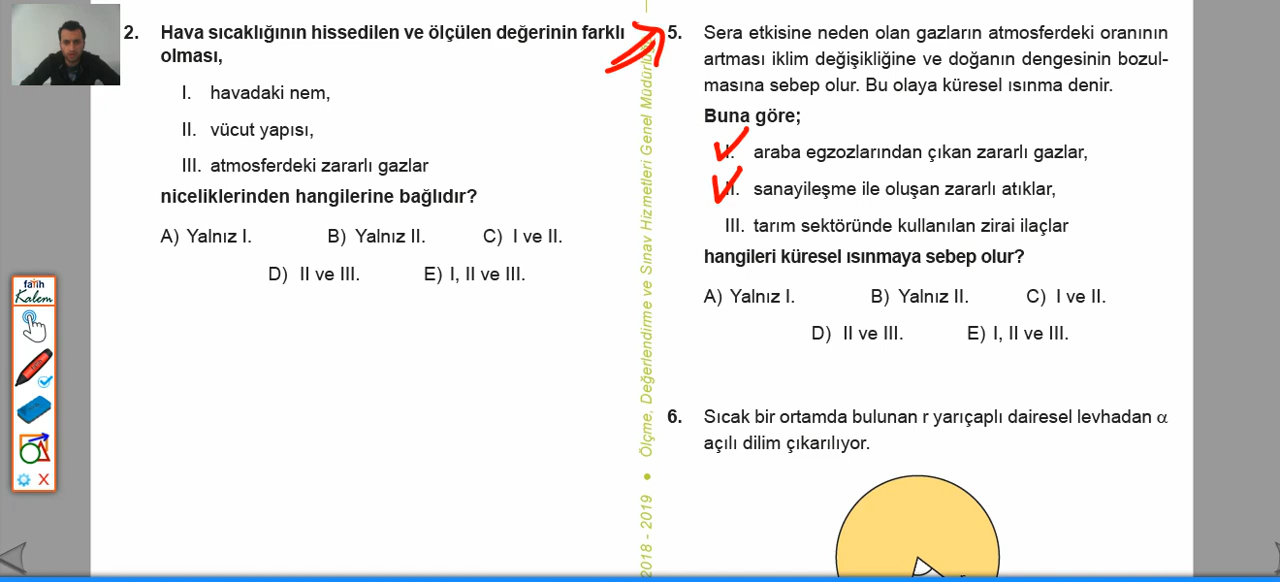 2. Hava sıcaklığının hissedilen ve ölçülen değerinin farklı
olması,
I. havadaki nem,
II. vücut yapısı,
III. atmosferdeki zararlı gazlar
niceliklerinden hangilerine bağlıdır?
A) Yalnız I. B) Yalnız II. C) I ve II.
D) II ve III. E) I, II ve III.
fatih
Kalem
2018 - 2019 • Ölçme, Değerlendirme ve Sınav Hizmetleri Genel Müdürlü
5. Sera etkisine neden olan gazların atmosferdeki oranının
artması iklim değişikliğine ve doğanın dengesinin bozul-
masına sebep olur. Bu olaya küresel ısınma denir.
Buna göre;
I. araba egzozlarından çıkan zararlı gazlar,
II. sanayileşme ile oluşan zararlı atıklar,
III. tarım sektöründe kullanılan zirai ilaçlar
hangileri küresel ısınmaya sebep olur?
A) Yalnız I. B) Yalnız II. C) I ve II.
D) II ve III. E) I, II ve III.
6. Sıcak bir ortamda bulunan r yarıçaplı dairesel levhadan α
açılı dilim çıkarılıyor.